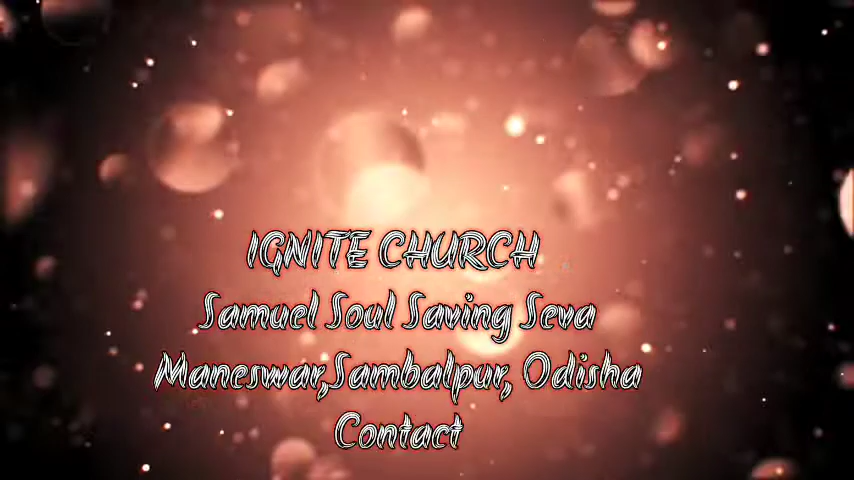 IGNITE CHURCH
Samuel Soul Saving Seva
Maneswar,Sambalpur, Odisha
Contact